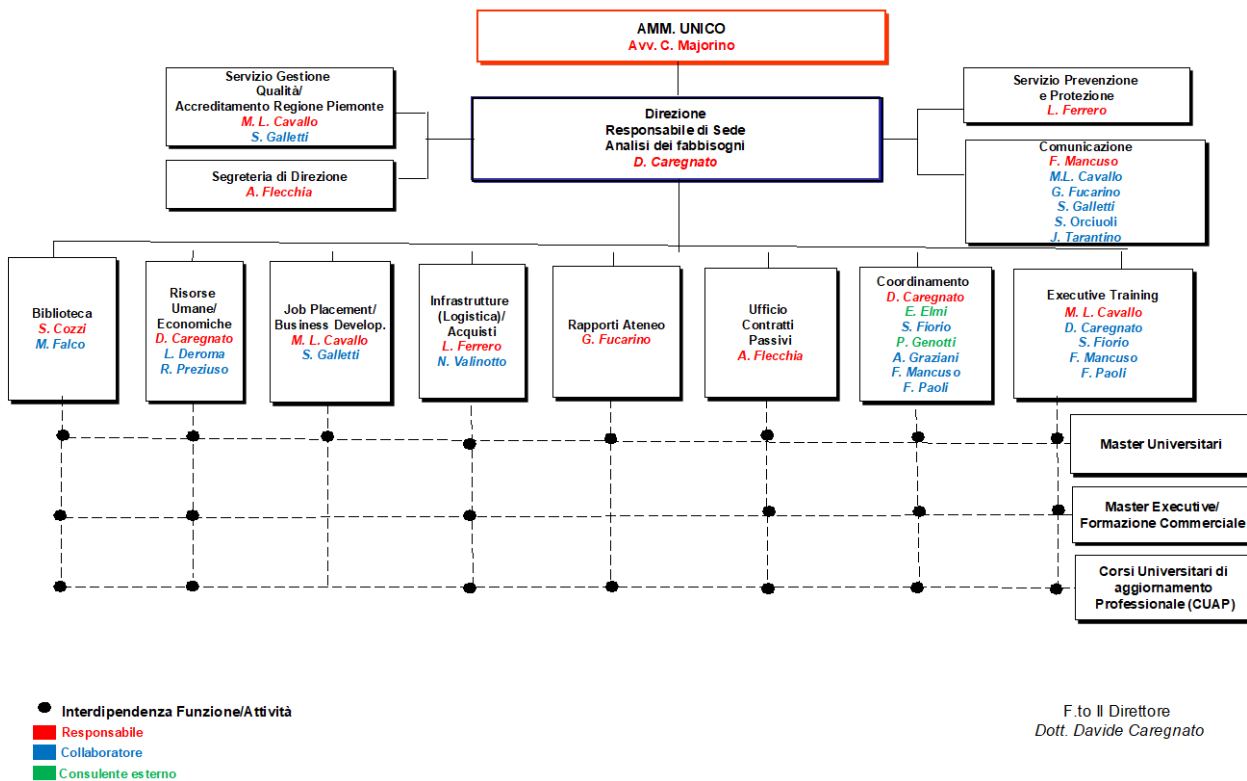 AMM. UNICO
Avv. C. Majorino
Servizio Gestione
Qualità/
Accreditamento Regione Piemonte
M. L. Cavallo
S. Galletti
Segreteria di Direzione
A. Flecchia
Direzione
Responsabile di Sede
Analisi dei fabbisogni
D. Caregnato
Servizio Prevenzione
e Protezione
L. Ferrero
Comunicazione
F. Mancuso
M.L. Cavallo
G. Fucarino
S. Galletti
S. Orciuoli
J. Tarantino
Biblioteca
S. Cozzi
M. Falco
Risorse
Umane/
Economiche
D. Caregnato
L. Deroma
R. Preziuso
Job Placement/
Business Develop.
M. L. Cavallo
S. Galletti
Infrastrutture
(Logistica)/
Acquisti
L. Ferrero
N. Valinotto
Rapporti Ateneo
G. Fucarino
Ufficio
Contratti
Passivi
A. Flecchia
Coordinamento
D. Caregnato
E. Elmi
S. Fiorio
P. Genotti
A. Graziani
F. Mancuso
F. Paoli
Executive Training
M. L. Cavallo
D. Caregnato
S. Fiorio
F. Mancuso
F. Paoli
Master Universitari
Master Executive/
Formazione Commerciale
Corsi Universitari di
aggiornamento
Professionale (CUAP)
Interdipendenza Funzione/Attività
Responsabile
Collaboratore
Consulente esterno
F.to Il Direttore
Dott. Davide Caregnato